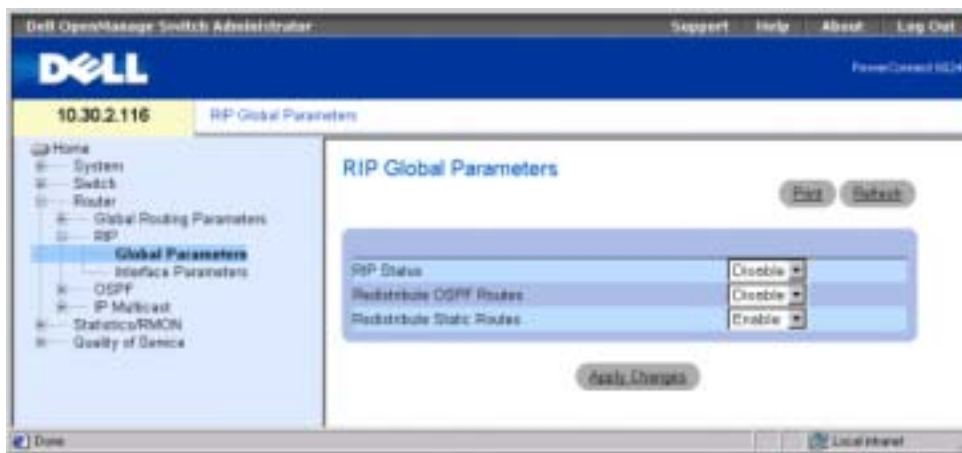 Dell OpenManage Switch Administrator
Support Help About Log Out
DELL
PowerConnect 6024
10.30.2.116
RIP Global Parameters
Home
System
Switch
Router
Global Routing Parameters
RIP
Global Parameters
Interface Parameters
OSPF
IP Multicast
Statistics/RMON
Quality of Service
RIP Global Parameters
Print Refresh
RIP Status Disable
Redistribute OSPF Routes Disable
Redistribute Static Routes Enable
Apply Changes
Done
Local intranet